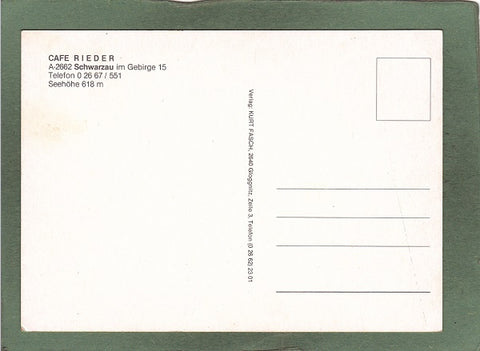 CAFE RIEDER
A-2662 Schwarzau im Gebirge 15
Telefon 0 26 67 / 551
Seehöhe 618 m
Verlag: KURT FASCH, 2640 Gloggnitz, Zeile 3, Telefon (0 26 62) 23 01